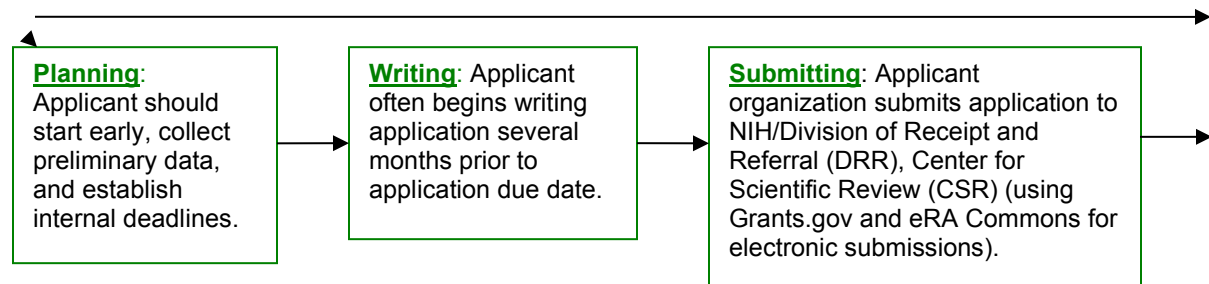 Planning:
Applicant should
start early, collect
preliminary data,
and establish
internal deadlines.
Writing: Applicant
often begins writing
application several
months prior to
application due date.
Submitting: Applicant
organization submits application to
NIH/Division of Receipt and
Referral (DRR), Center for
Scientific Review (CSR) (using
Grants.gov and eRA Commons for
electronic submissions).